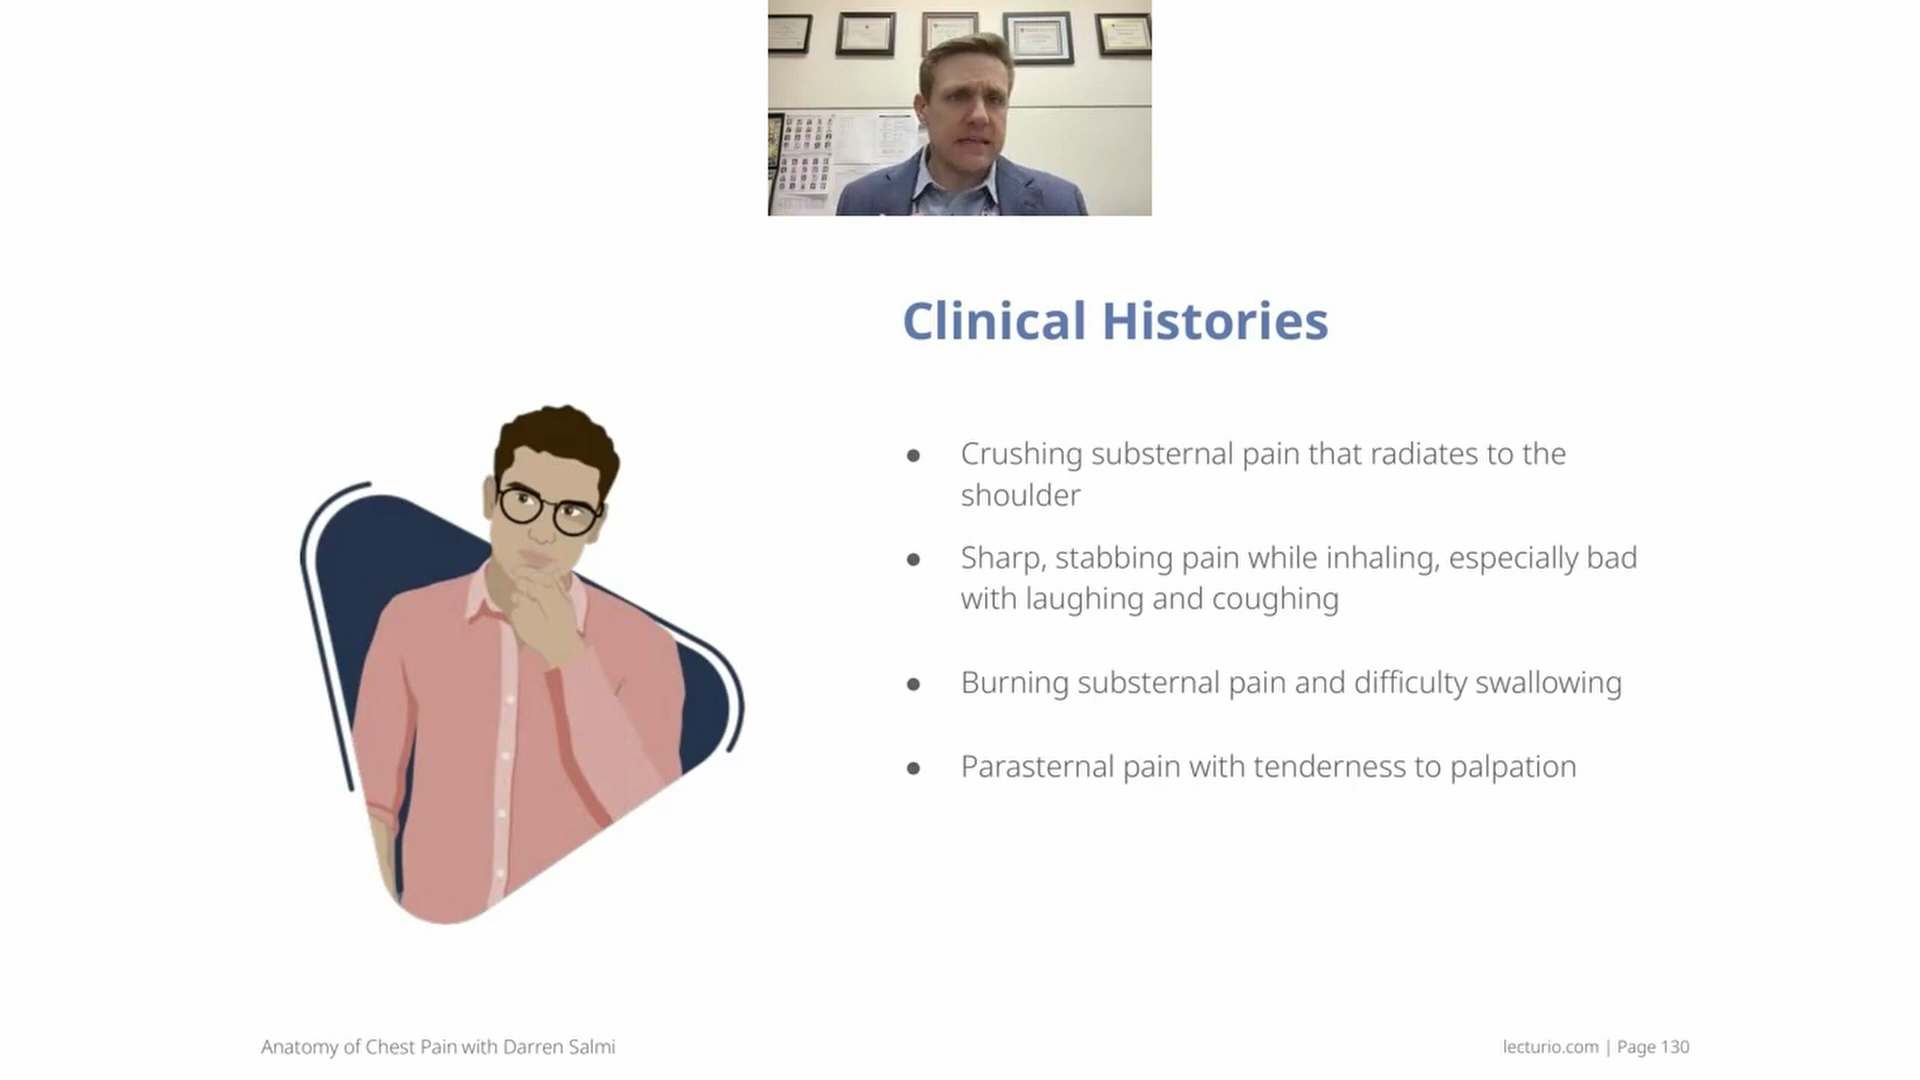 Clinical Histories
● Crushing substernal pain that radiates to the
shoulder
● Sharp, stabbing pain while inhaling, especially bad
with laughing and coughing
● Burning substernal pain and difficulty swallowing
● Parasternal pain with tenderness to palpation
Anatomy of Chest Pain with Darren Salmi
lecturio.com | Page 130